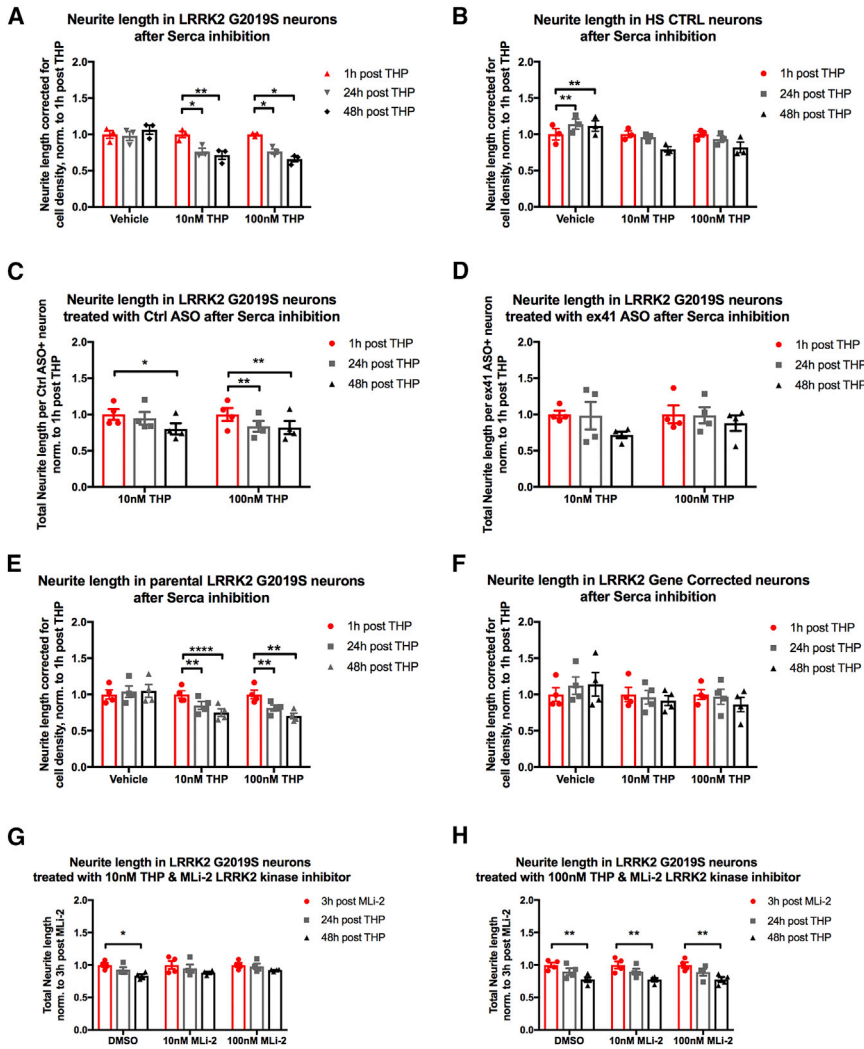 A
Neurite length in LRRK2 G2019S neurons
after Serca inhibition
Neurite length corrected for
cell density, norm. to 1h post THP
2.0
1.5
1.0
0.5
0.0
** *
* *
Vehicle 10nM THP 100nM THP
1h post THP
24h post THP
48h post THP
B
Neurite length in HS CTRL neurons
after Serca inhibition
Neurite length corrected for
cell density, norm. to 1h post THP
2.0
1.5
1.0
0.5
0.0
**
**
Vehicle 10nM THP 100nM THP
1h post THP
24h post THP
48h post THP
C
Neurite length in LRRK2 G2019S neurons
treated with Ctrl ASO after Serca inhibition
Total Neurite length per Ctrl ASO+ neuron
norm. to 1h post THP
2.0
1.5
1.0
0.5
0.0
* **
**
10nM THP 100nM THP
1h post THP
24h post THP
48h post THP
D
Neurite length in LRRK2 G2019S neurons
treated with ex41 ASO after Serca inhibition
Total Neurite length per ex41 ASO+ neuron
norm. to 1h post THP
2.0
1.5
1.0
0.5
0.0
10nM THP 100nM THP
1h post THP
24h post THP
48h post THP
E
Neurite length in parental LRRK2 G2019S neurons
after Serca inhibition
Neurite length corrected for
cell density, norm. to 1h post THP
2.0
1.5
1.0
0.5
0.0
**** **
** **
Vehicle 10nM THP 100nM THP
1h post THP
24h post THP
48h post THP
F
Neurite length in LRRK2 Gene Corrected neurons
after Serca inhibition
Neurite length corrected for
cell density, norm. to 1h post THP
2.0
1.5
1.0
0.5
0.0
Vehicle 10nM THP 100nM THP
1h post THP
24h post THP
48h post THP
G
Neurite length in LRRK2 G2019S neurons
treated with 10nM THP & MLi-2 LRRK2 kinase inhibitor
Total Neurite length
norm. to 3h post MLi-2
2.0
1.5
1.0
0.5
0.0
*
DMSO 10nM MLi-2 100nM MLi-2
3h post MLi-2
24h post THP
48h post THP
H
Neurite length in LRRK2 G2019S neurons
treated with 100nM THP & MLi-2 LRRK2 kinase inhibitor
Total Neurite length
norm. to 3h post MLi-2
2.0
1.5
1.0
0.5
0.0
** ** **
DMSO 10nM MLi-2 100nM MLi-2
3h post MLi-2
24h post THP
48h post THP